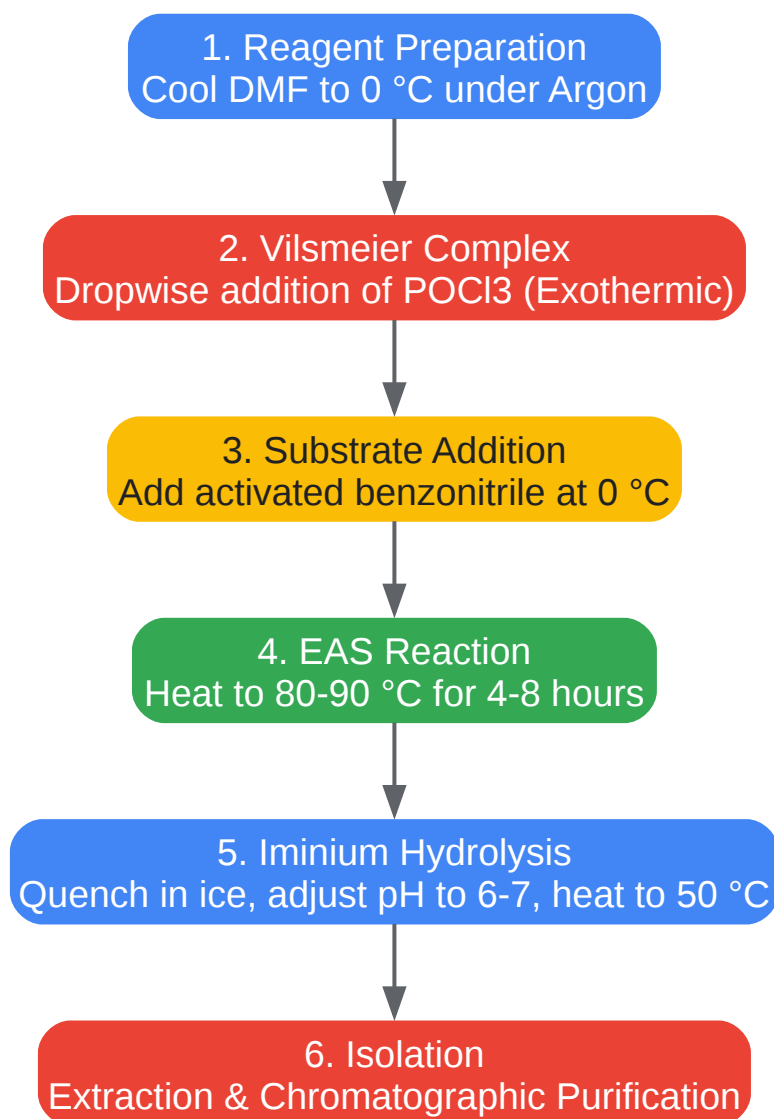 1. Reagent Preparation
Cool DMF to 0 °C under Argon
2. Vilsmeier Complex
Dropwise addition of POCl3 (Exothermic)
3. Substrate Addition
Add activated benzonitrile at 0 °C
4. EAS Reaction
Heat to 80-90 °C for 4-8 hours
5. Iminium Hydrolysis
Quench in ice, adjust pH to 6-7, heat to 50 °C
6. Isolation
Extraction & Chromatographic Purification